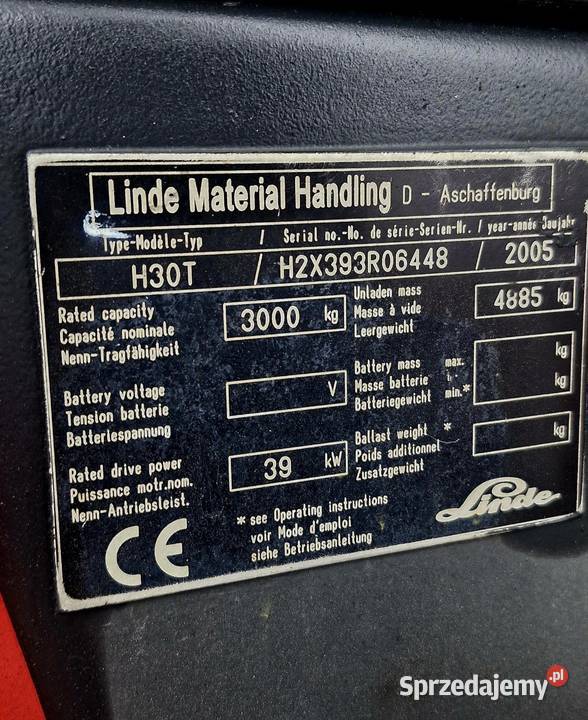 Linde Material Handling D - Aschaffenburg
Type-Modèle-Typ / Serial no.-No. de série-Serien-Nr. / year-année Baujahr
H30T / H2X393R06448 / 2005
Rated capacity
Capacité nominale
Nenn-Tragfähigkeit
3000 kg
Unladen mass
Masse à vide
Leergewicht
4885 kg
Battery voltage
Tension batterie
Batteriespannung
V
Battery mass max. kg
Masse batterie
Batteriegewicht min.* kg
Rated drive power
Puissance motr.nom.
Nenn-Antriebsleist.
39 kW
Ballast weight *
Poids additionnel
Zusatzgewicht
kg
CE
* see Operating instructions
voir Mode d'emploi
siehe Betriebsanleitung
Linde
Sprzedajemy.pl